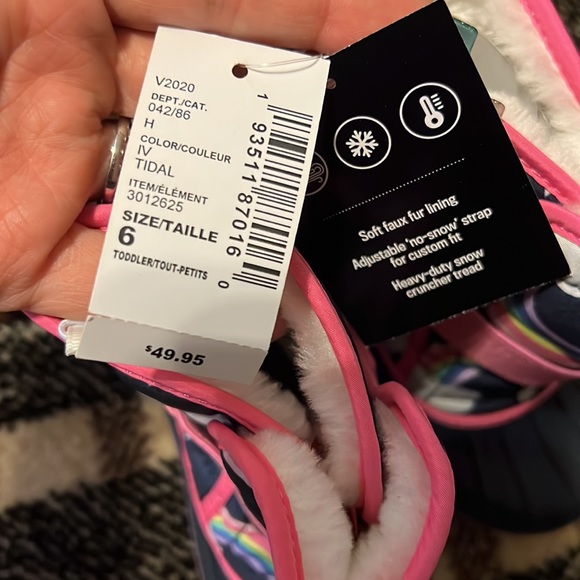 V2020
DEPT./CAT.
042/86
H
COLOR/COULEUR
IV
TIDAL
ITEM/ÉLÉMENT
3012625
SIZE/TAILLE
6
TODDLER/TOUT-PETITS
1 93511 87016 0
$49.95
Soft faux fur lining
Adjustable 'no-snow' strap
for custom fit
Heavy-duty snow
cruncher tread